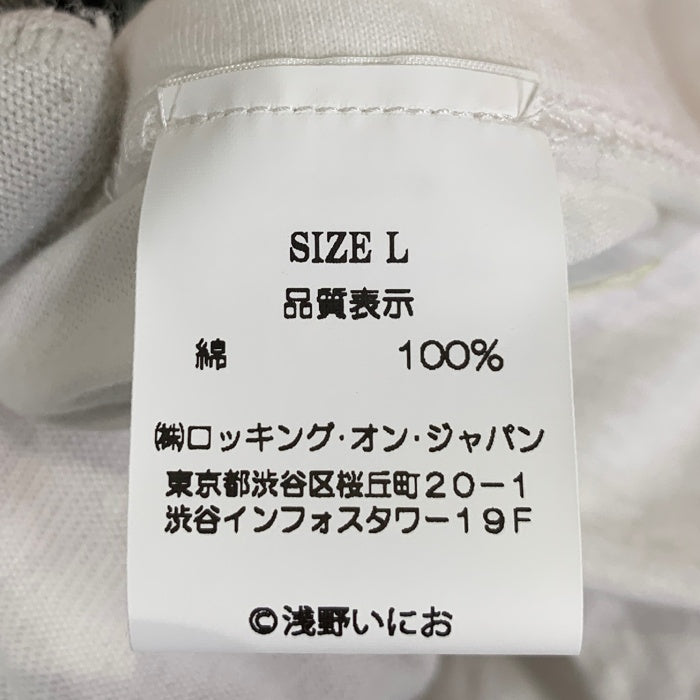 SIZE L
品質表示
綿 100%
㈱ロッキング・オン・ジャパン
東京都渋谷区桜丘町20-1
渋谷インフォスタワー19F
©浅野いにお